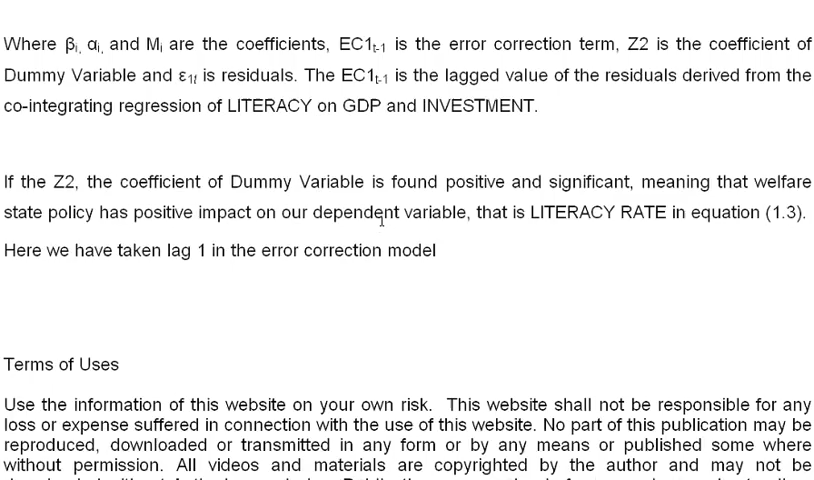 Where βi, αi, and Mi are the coefficients, EC1t-1 is the error correction term, Z2 is the coefficient of
Dummy Variable and ε1t is residuals. The EC1t-1 is the lagged value of the residuals derived from the
co-integrating regression of LITERACY on GDP and INVESTMENT.
If the Z2, the coefficient of Dummy Variable is found positive and significant, meaning that welfare
state policy has positive impact on our dependent variable, that is LITERACY RATE in equation (1.3).
Here we have taken lag 1 in the error correction model
Terms of Uses
Use the information of this website on your own risk. This website shall not be responsible for any
loss or expense suffered in connection with the use of this website. No part of this publication may be
reproduced, downloaded or transmitted in any form or by any means or published some where
without permission. All videos and materials are copyrighted by the author and may not be